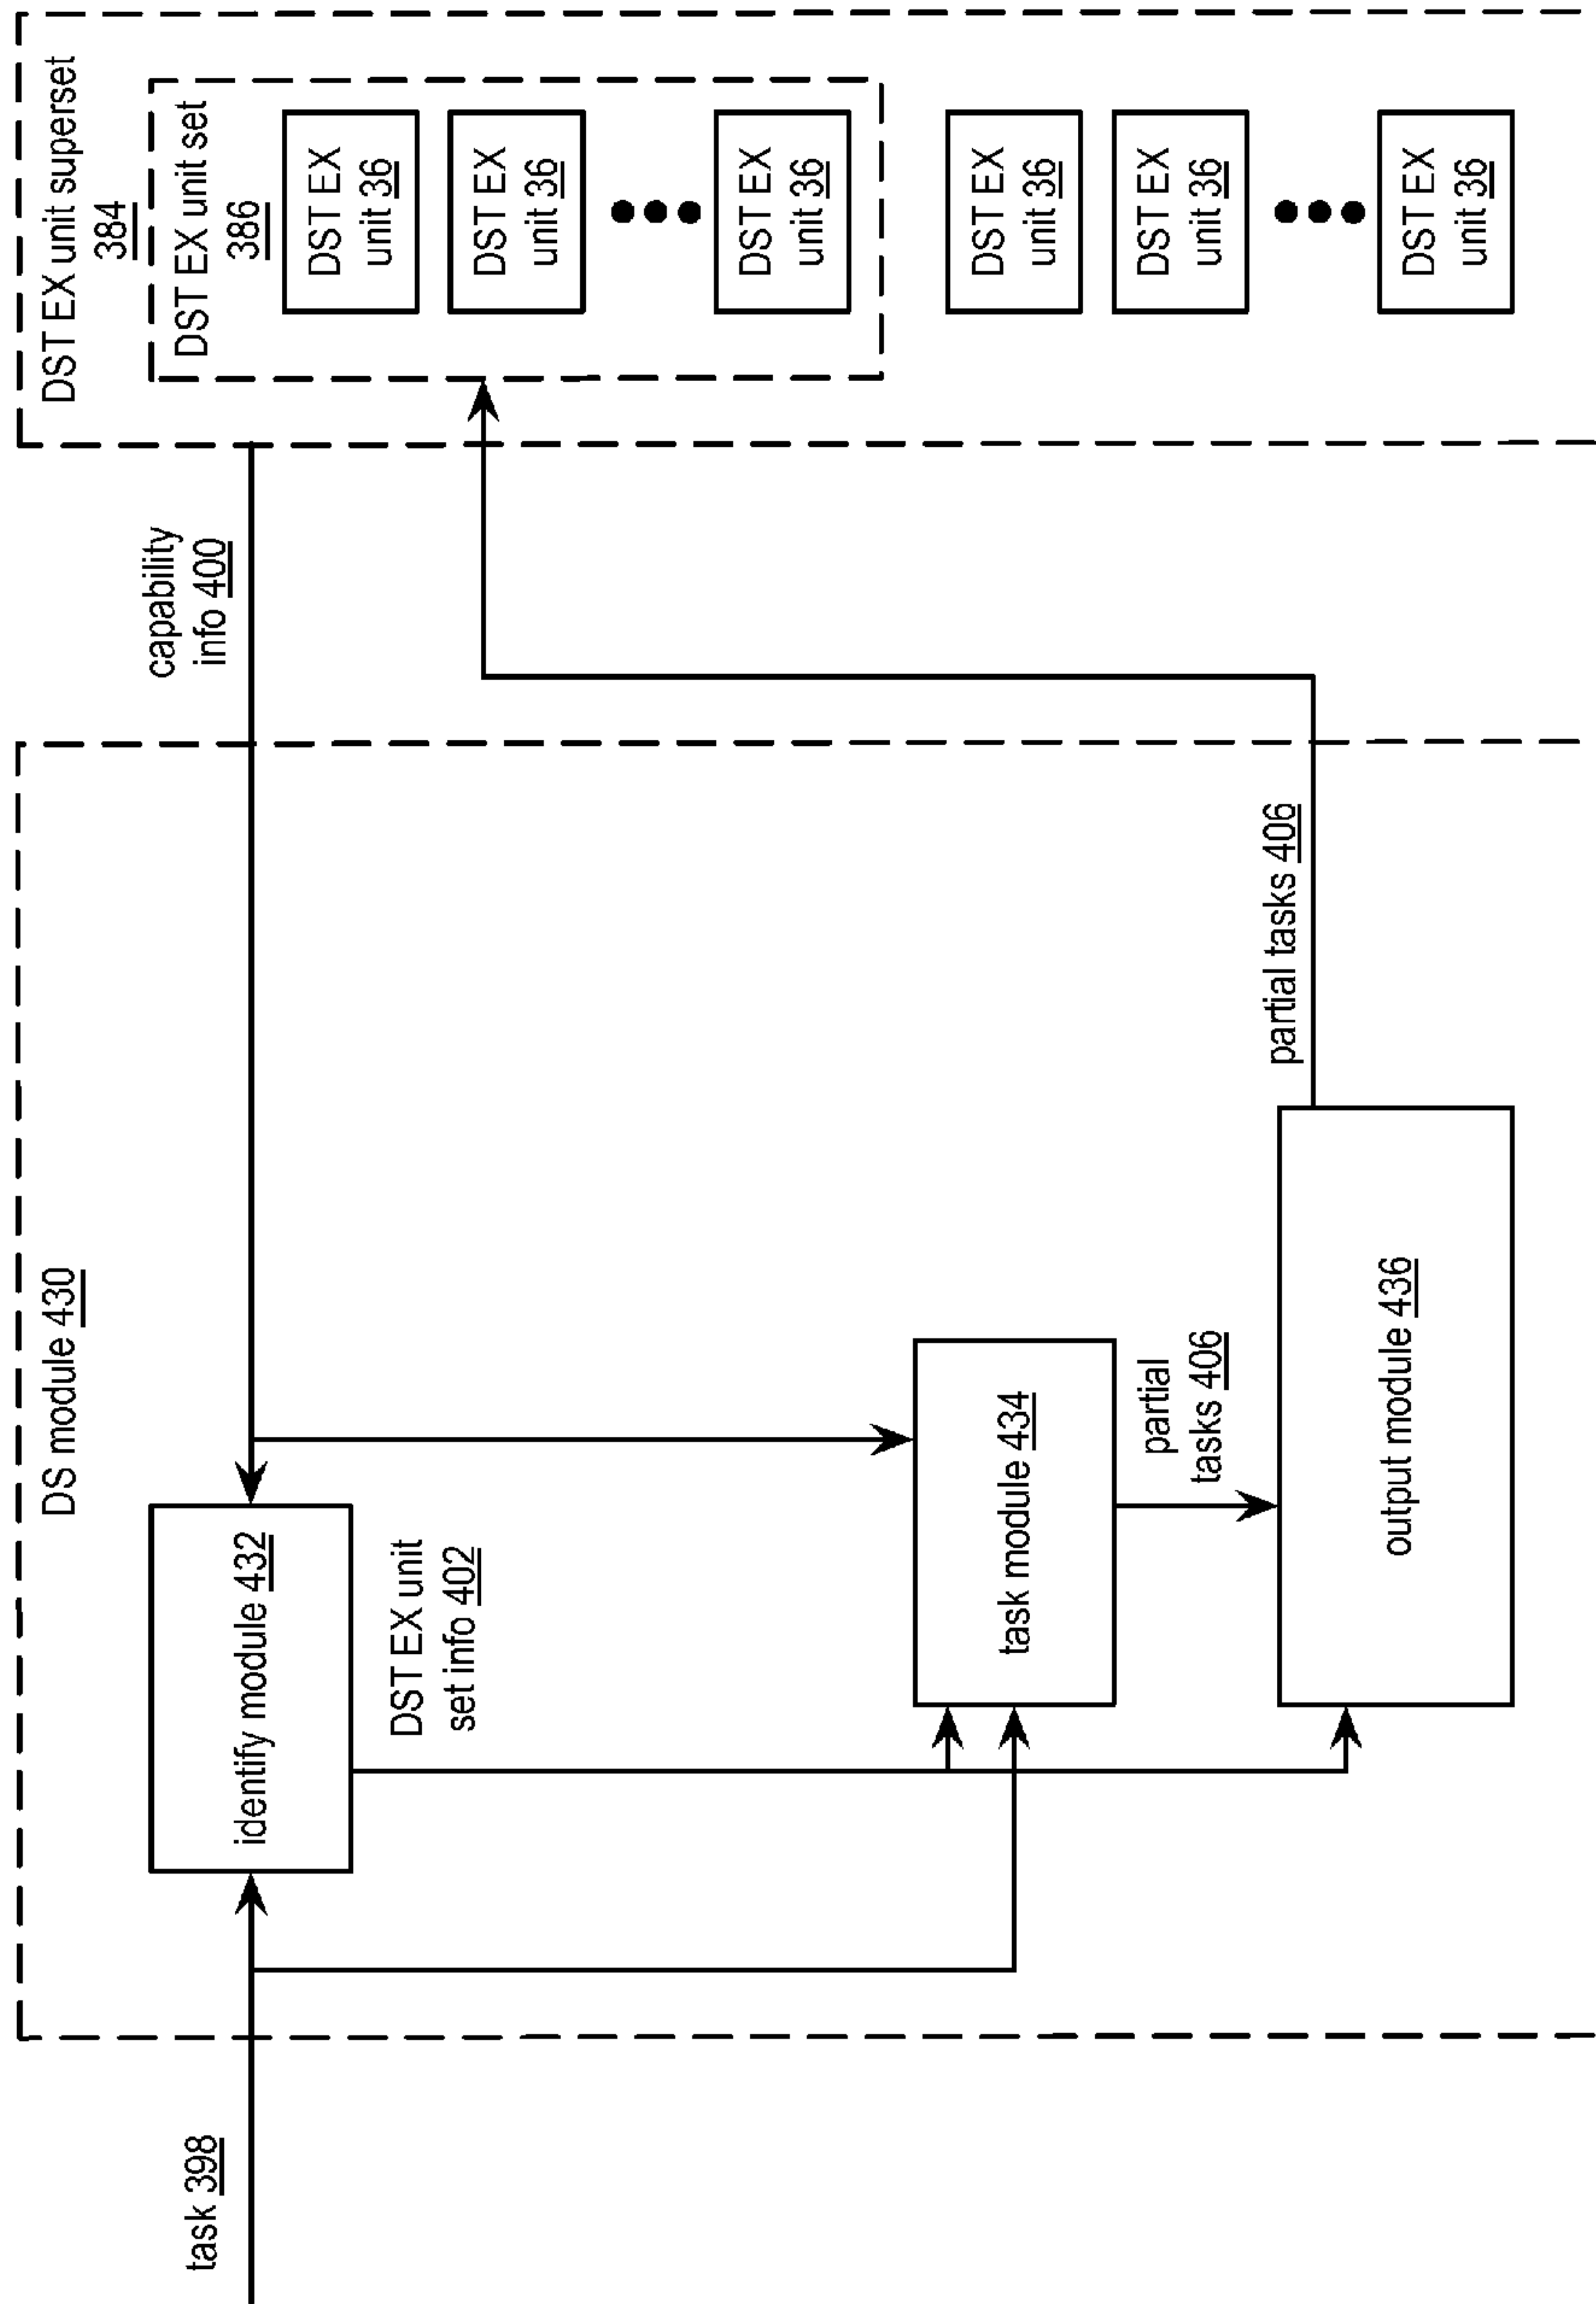 task 398
DS module 430
identify module 432
DST EX unit
set info 402
task module 434
partial
tasks 406
output module 436
partial tasks 406
capability
info 400
DST EX unit superset
384
DST EX unit set
386
DST EX
unit 36
DST EX
unit 36
DST EX
unit 36
DST EX
unit 36
DST EX
unit 36
DST EX
unit 36